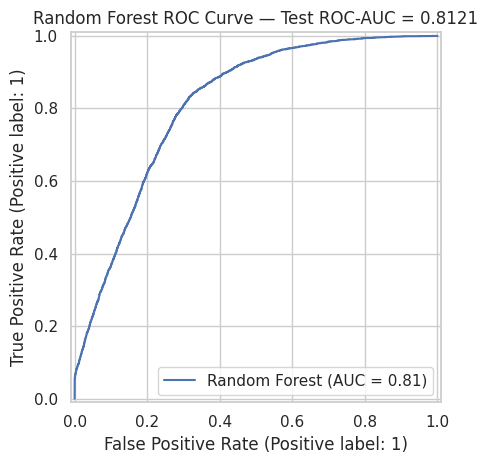 Random Forest ROC Curve — Test ROC-AUC = 0.8121
True Positive Rate (Positive label: 1)
1.0
0.8
0.6
0.4
0.2
0.0
Random Forest (AUC = 0.81)
0.0 0.2 0.4 0.6 0.8 1.0
False Positive Rate (Positive label: 1)